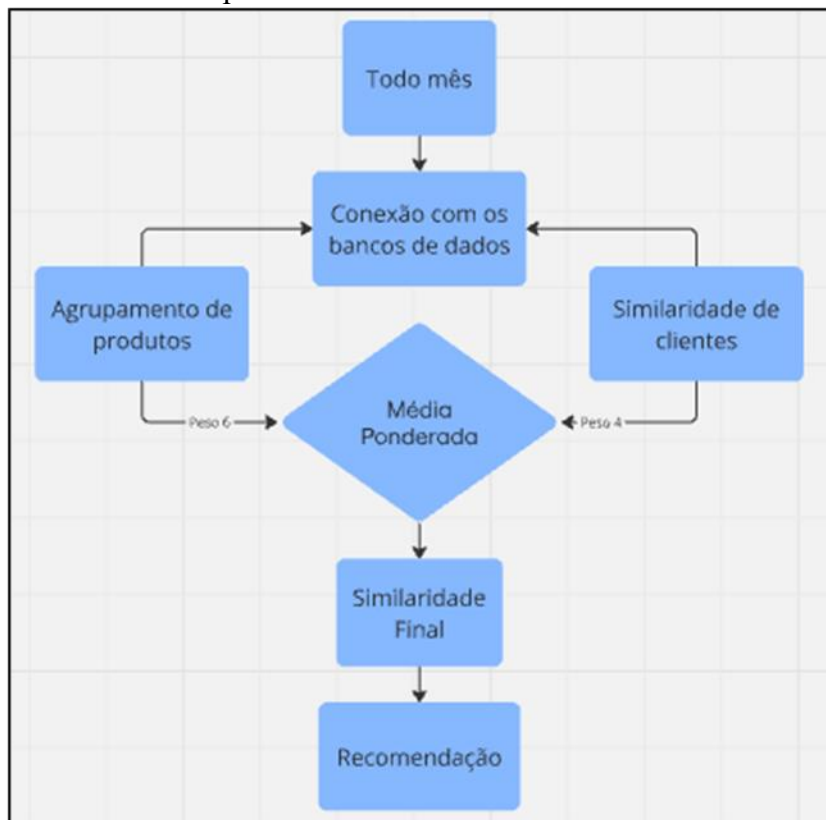 Todo mês
Conexão com os
bancos de dados
Agrupamento de
produtos
Similaridade de
clientes
Média
Ponderada
Peso 6
Peso 4
Similaridade
Final
Recomendação